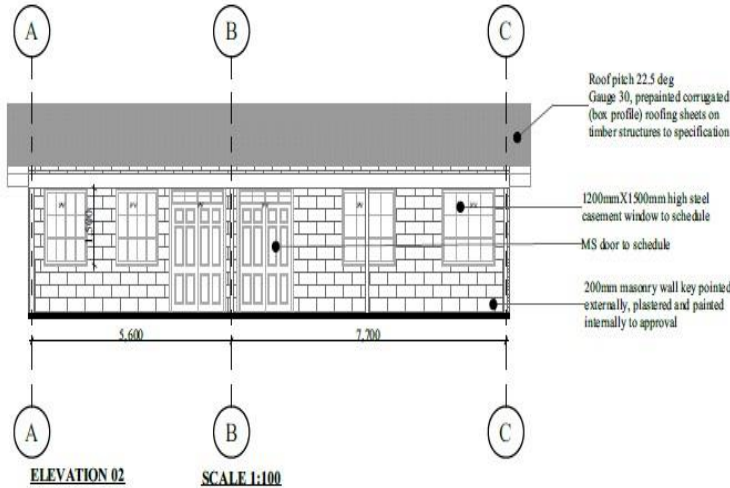 A
B
C
Roof pitch 22.5 deg
Gauge 30, prepainted corrugated
(box profile) roofing sheets on
timber structures to specification
1200mmX1500mm high steel
casement window to schedule
MS door to schedule
200mm masonry wall key pointed
externally, plastered and painted
internally to approval
1,500
5,600
7,700
A
B
C
ELEVATION 02
SCALE 1:100